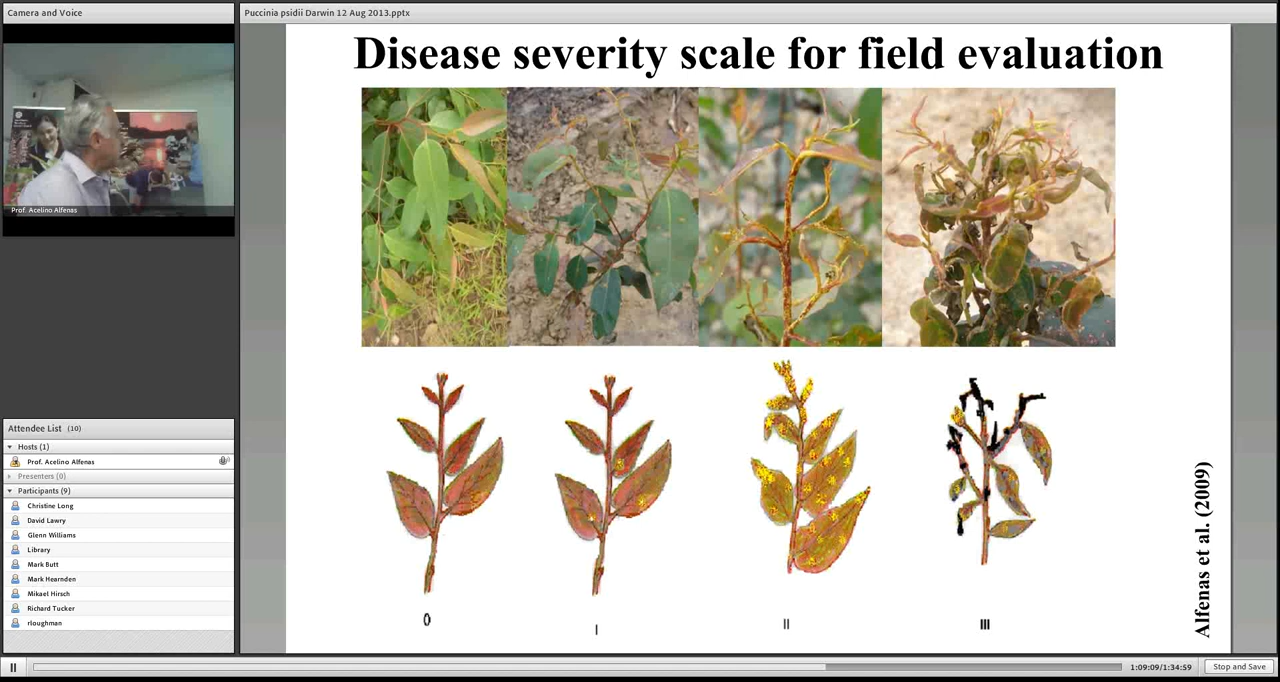 Camera and Voice
Prof. Acelino Alfenas
Attendee List (10)
Hosts (1)
Prof. Acelino Alfenas
Presenters (0)
Participants (9)
Christine Long
David Lawry
Glenn Williams
Library
Mark Butt
Mark Hearnden
Mikael Hirsch
Richard Tucker
rloughman
Puccinia psidii Darwin 12 Aug 2013.pptx
Disease severity scale for field evaluation
0
I
II
III
Alfenas et al. (2009)
1:09:09/1:34:59
Stop and Save